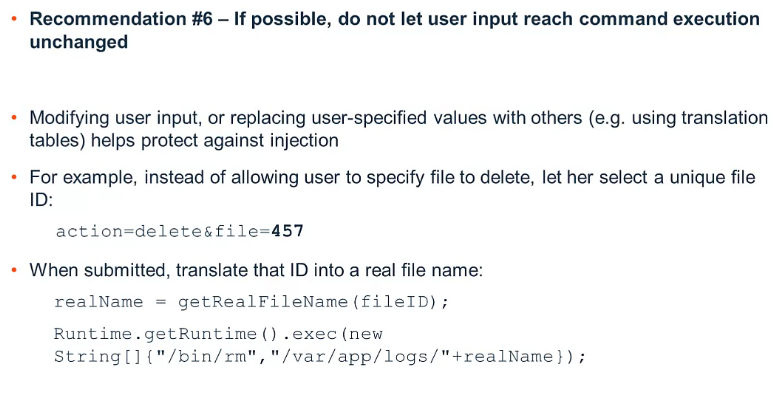 • Recommendation #6 – If possible, do not let user input reach command execution
unchanged
• Modifying user input, or replacing user-specified values with others (e.g. using translation
tables) helps protect against injection
• For example, instead of allowing user to specify file to delete, let her select a unique file
ID:
action=delete&file=457
• When submitted, translate that ID into a real file name:
realName = getRealFileName(fileID);
Runtime.getRuntime().exec(new
String[]{"/bin/rm","/var/app/logs/"+realName});